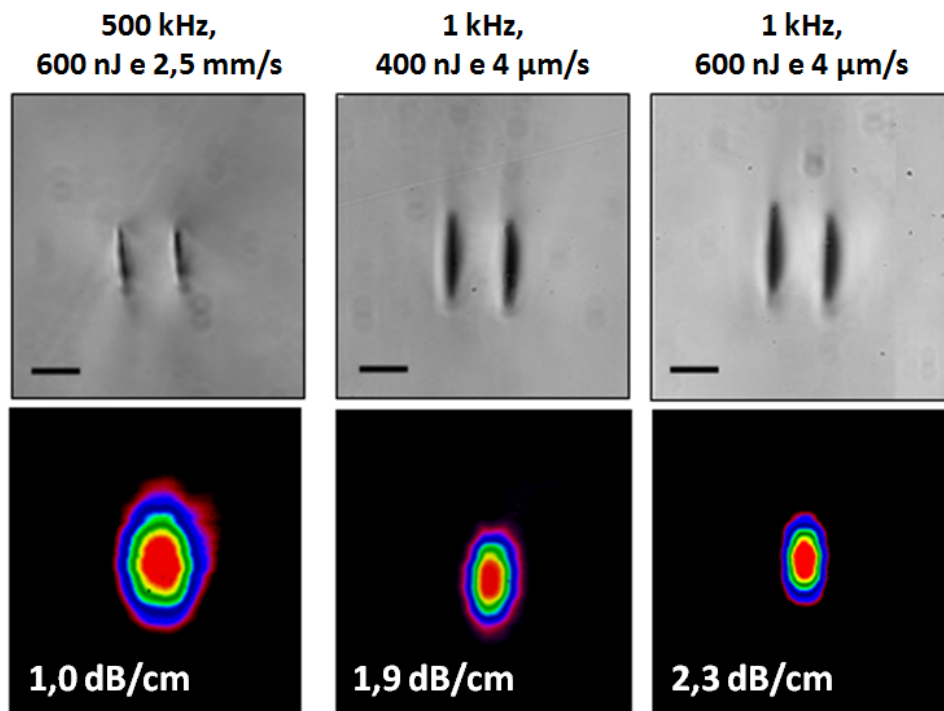 500 kHz,
600 nJ e 2,5 mm/s
1 kHz,
400 nJ e 4 µm/s
1 kHz,
600 nJ e 4 µm/s
1,0 dB/cm
1,9 dB/cm
2,3 dB/cm